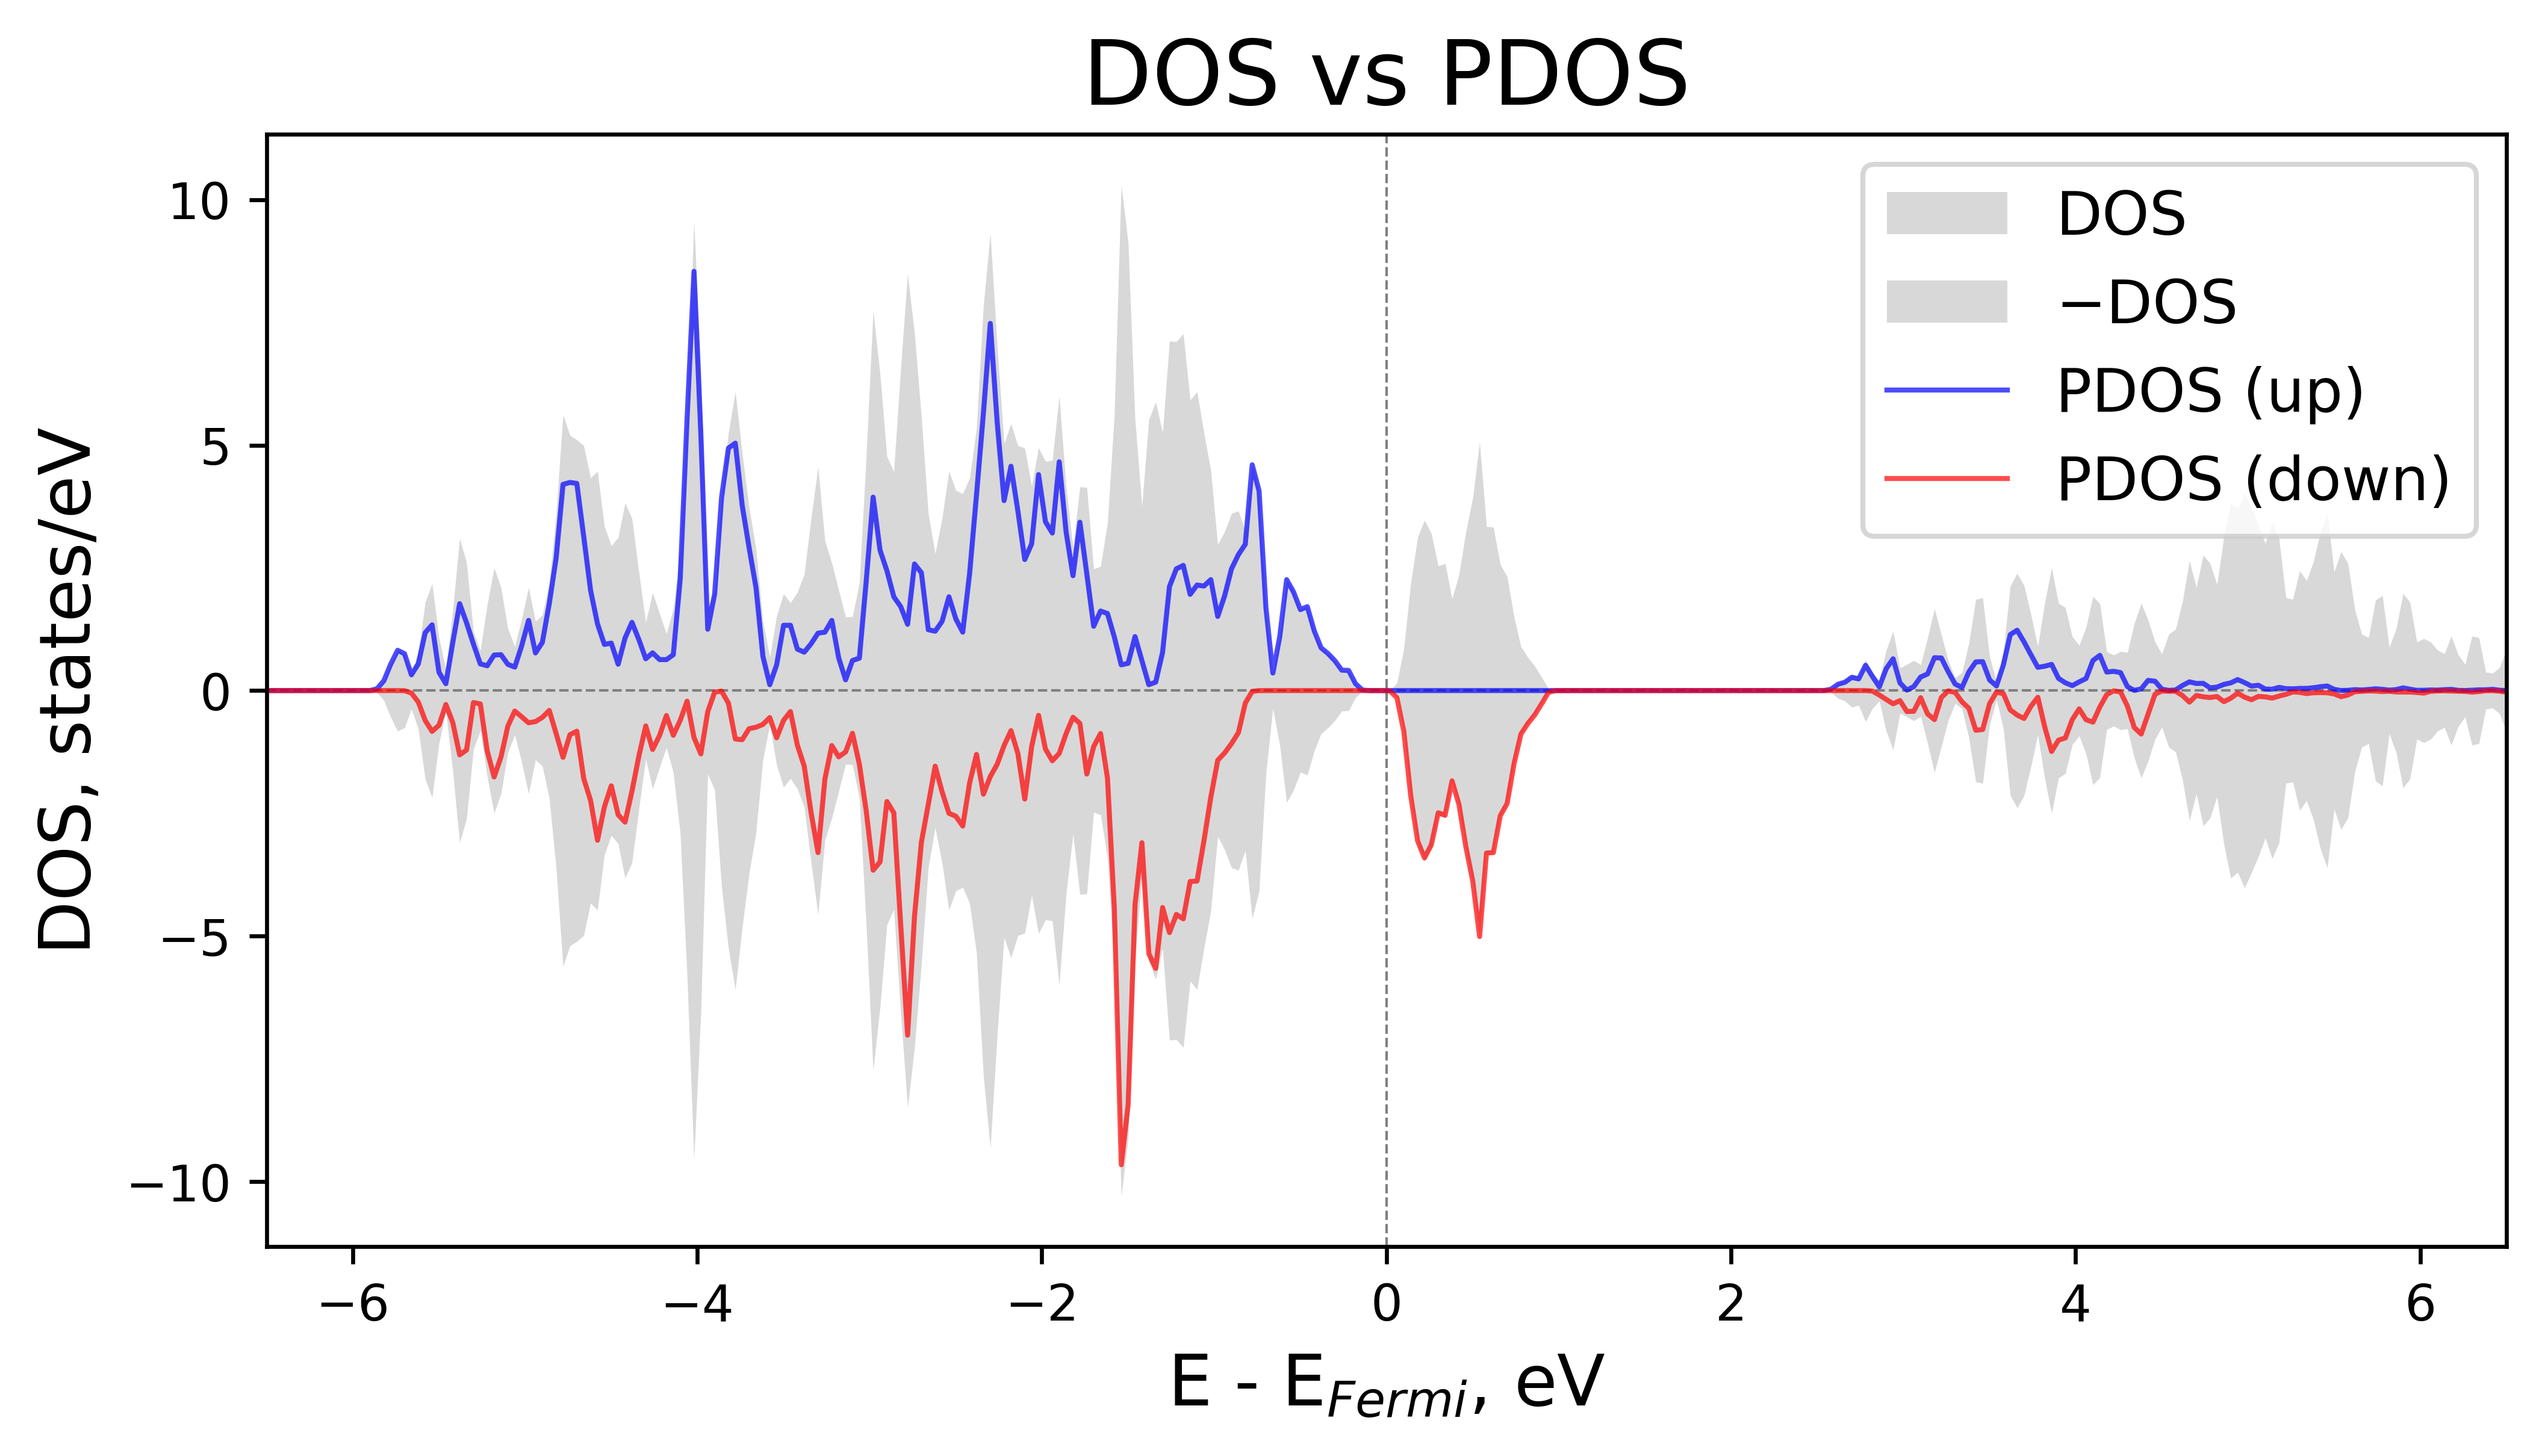 DOS vs PDOS
DOS
−DOS
PDOS (up)
PDOS (down)
DOS, states/eV
10
5
0
−5
−10
−6
−4
−2
0
2
4
6
E - E_Fermi, eV